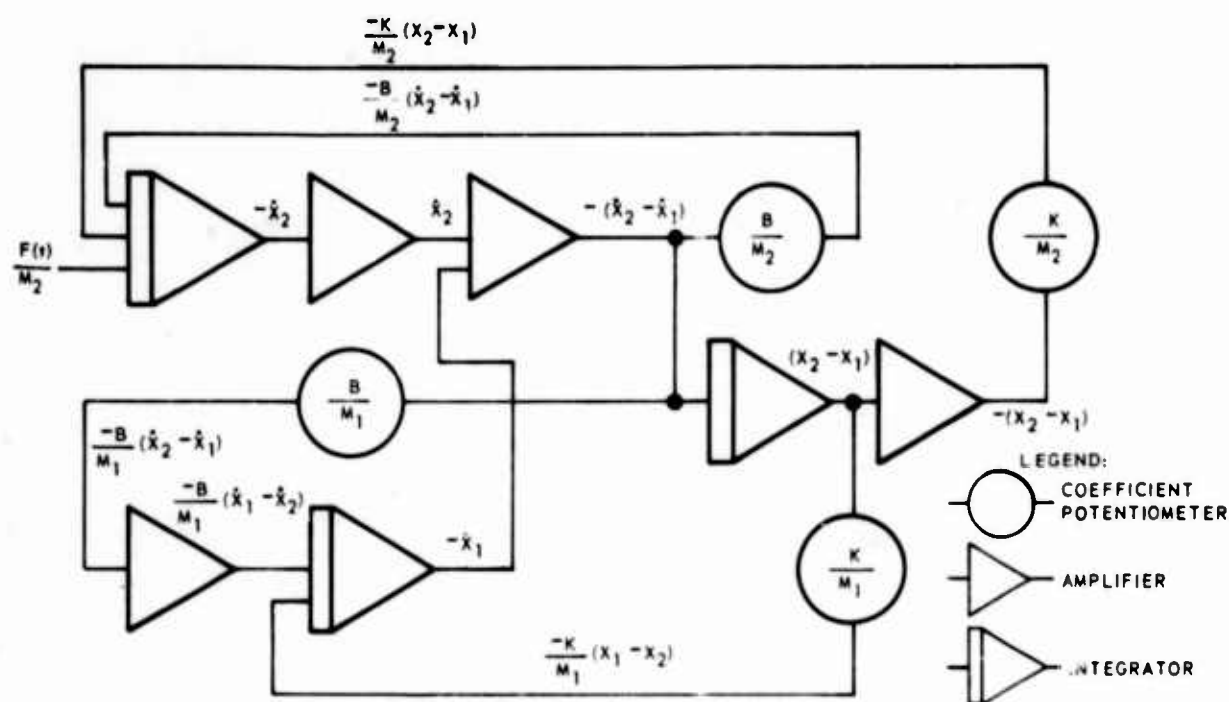 -K/M₂ (X₂-X₁)
-B/M₂ (Ẋ₂-Ẋ₁)
-Ẋ₂
Ẋ₂
-(Ẋ₂-Ẋ₁)
B/M₂
K/M₂
F(t)/M₂
B/M₁
(X₂-X₁)
-(X₂-X₁)
-B/M₁ (Ẋ₂-Ẋ₁)
-B/M₁ (Ẋ₁-Ẋ₂)
-Ẋ₁
K/M₁
-K/M₁ (X₁-X₂)
LEGEND:
COEFFICIENT
POTENTIOMETER
AMPLIFIER
NTEGRATOR